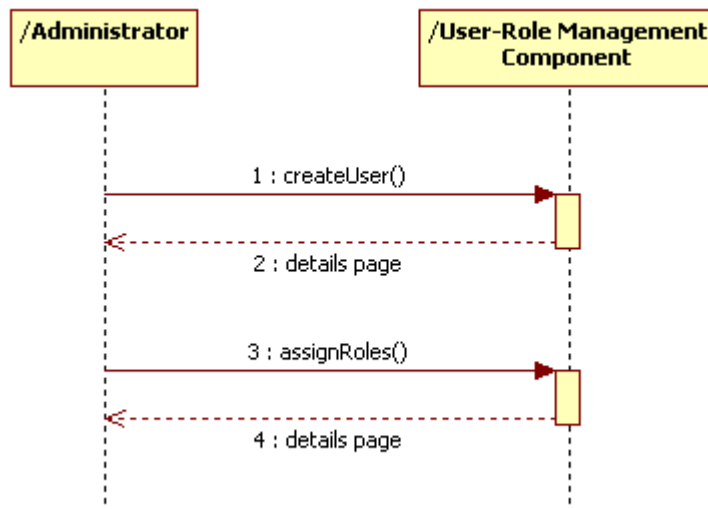 /Administrator
/User-Role Management
Component
1 : createUser()
2 : details page
3 : assignRoles()
4 : details page